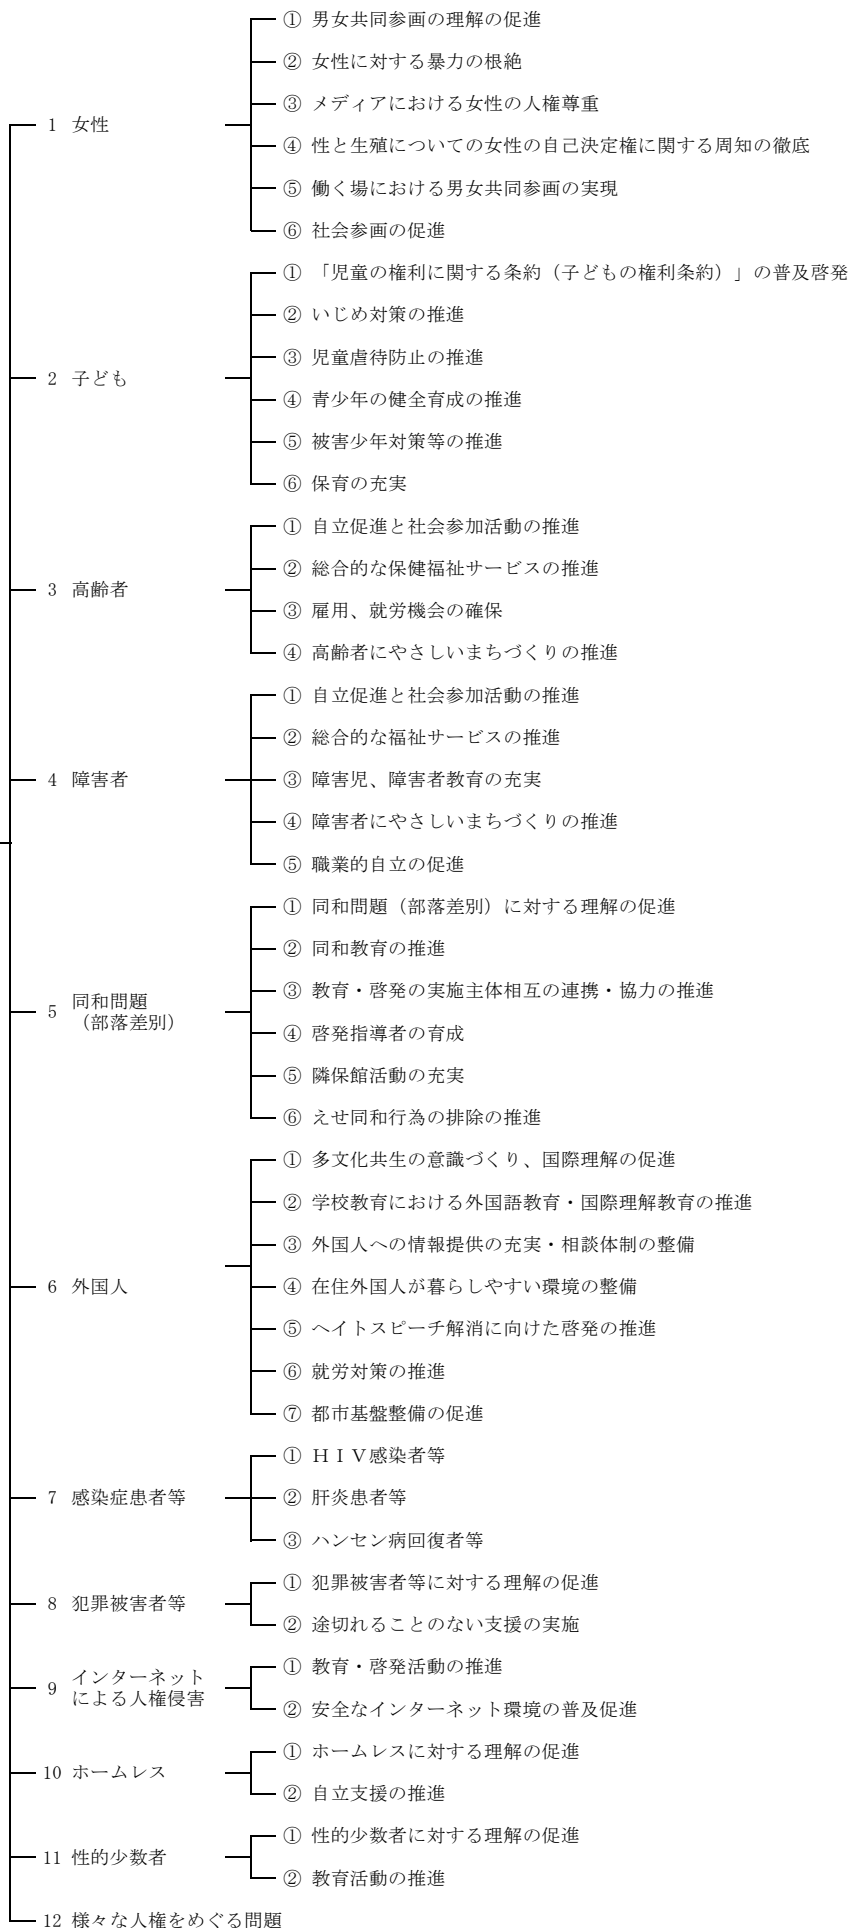 1 女性
① 男女共同参画の理解の促進
② 女性に対する暴力の根絶
③ メディアにおける女性の人権尊重
④ 性と生殖についての女性の自己決定権に関する周知の徹底
⑤ 働く場における男女共同参画の実現
⑥ 社会参画の促進
2 子ども
① 「児童の権利に関する条約（子どもの権利条約）」の普及啓発
② いじめ対策の推進
③ 児童虐待防止の推進
④ 青少年の健全育成の推進
⑤ 被害少年対策等の推進
⑥ 保育の充実
3 高齢者
① 自立促進と社会参加活動の推進
② 総合的な保健福祉サービスの推進
③ 雇用、就労機会の確保
④ 高齢者にやさしいまちづくりの推進
4 障害者
① 自立促進と社会参加活動の推進
② 総合的な福祉サービスの推進
③ 障害児、障害者教育の充実
④ 障害者にやさしいまちづくりの推進
⑤ 職業的自立の促進
5 同和問題
（部落差別）
① 同和問題（部落差別）に対する理解の促進
② 同和教育の推進
③ 教育・啓発の実施主体相互の連携・協力の推進
④ 啓発指導者の育成
⑤ 隣保館活動の充実
⑥ えせ同和行為の排除の推進
6 外国人
① 多文化共生の意識づくり、国際理解の促進
② 学校教育における外国語教育・国際理解教育の推進
③ 外国人への情報提供の充実・相談体制の整備
④ 在住外国人が暮らしやすい環境の整備
⑤ ヘイトスピーチ解消に向けた啓発の推進
⑥ 就労対策の推進
⑦ 都市基盤整備の促進
7 感染症患者等
① ＨＩＶ感染者等
② 肝炎患者等
③ ハンセン病回復者等
8 犯罪被害者等
① 犯罪被害者等に対する理解の促進
② 途切れることのない支援の実施
9 インターネット
による人権侵害
① 教育・啓発活動の推進
② 安全なインターネット環境の普及促進
10 ホームレス
① ホームレスに対する理解の促進
② 自立支援の推進
11 性的少数者
① 性的少数者に対する理解の促進
② 教育活動の推進
12 様々な人権をめぐる問題